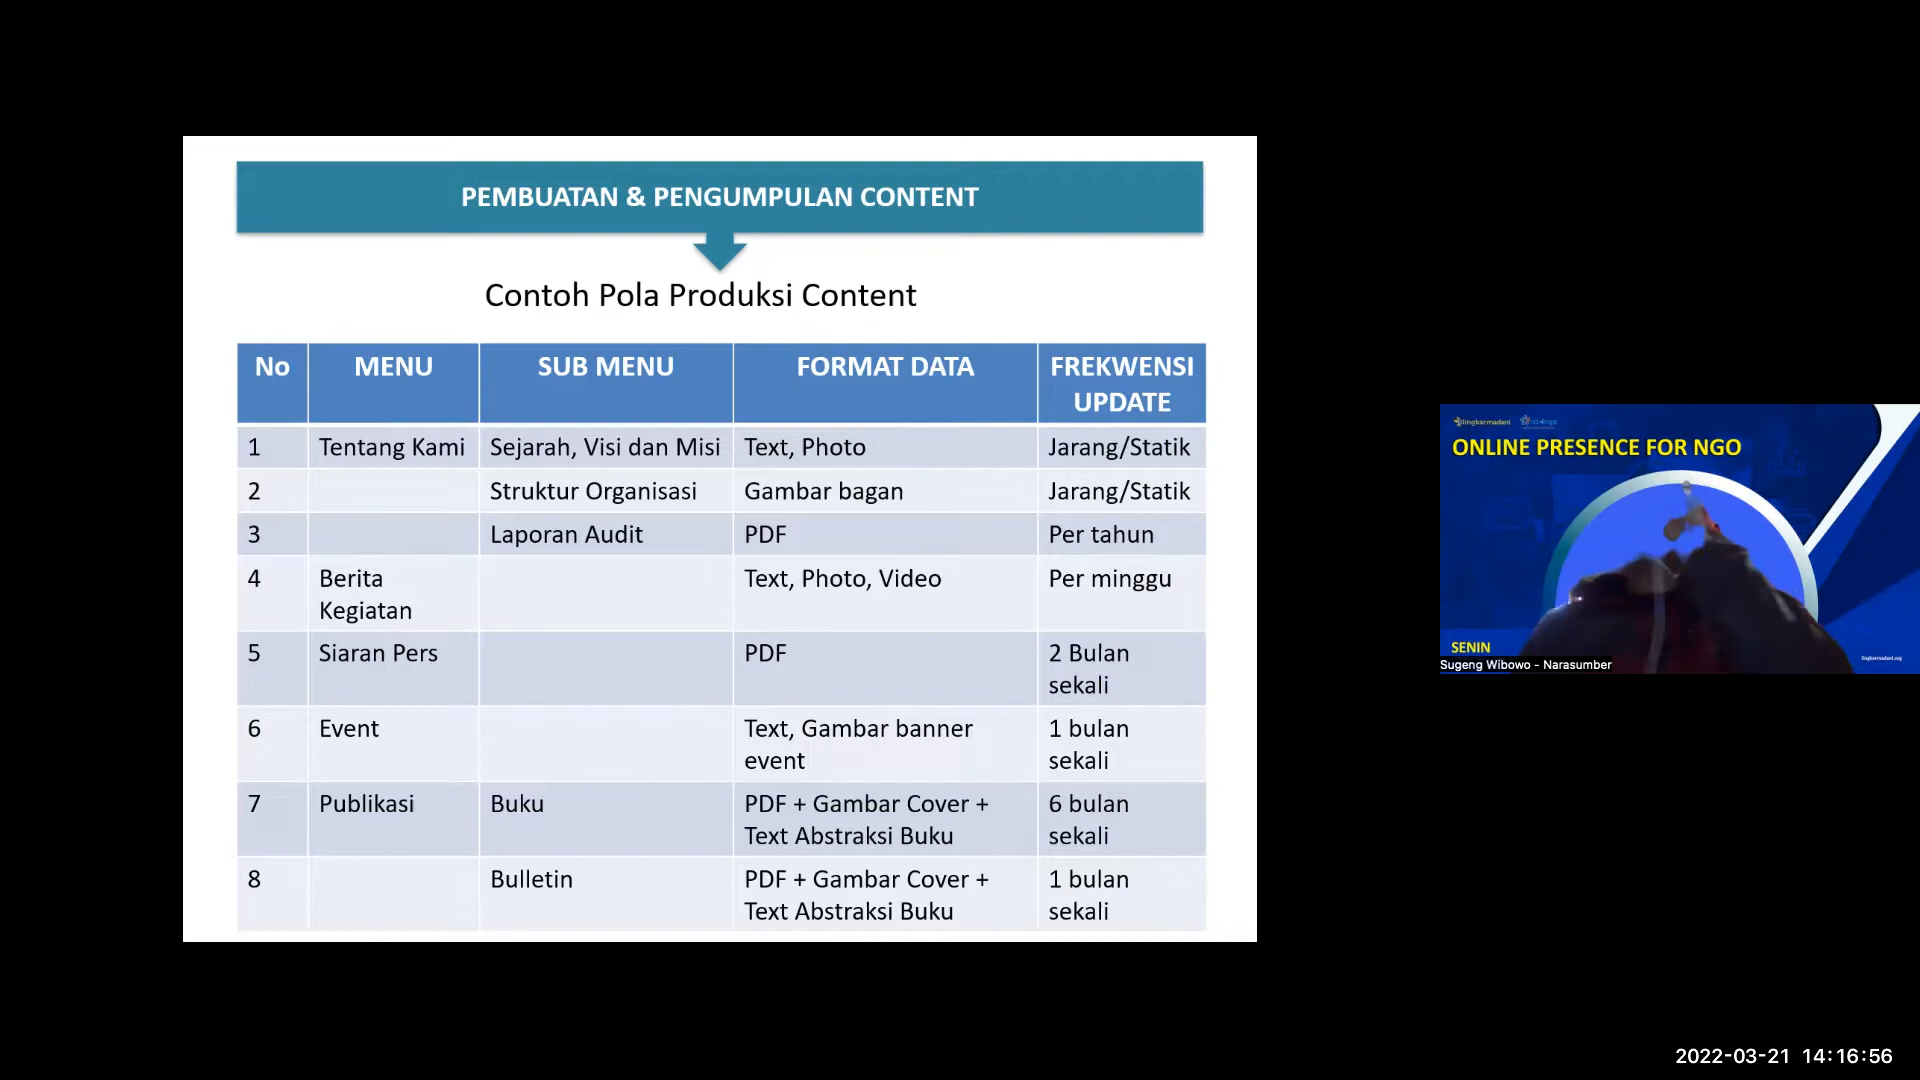 PEMBUATAN & PENGUMPULAN CONTENT
Contoh Pola Produksi Content
No MENU SUB MENU FORMAT DATA FREKWENSI UPDATE
1 Tentang Kami Sejarah, Visi dan Misi Text, Photo Jarang/Statik
2 Struktur Organisasi Gambar bagan Jarang/Statik
3 Laporan Audit PDF Per tahun
4 Berita Kegiatan Text, Photo, Video Per minggu
5 Siaran Pers PDF 2 Bulan sekali
6 Event Text, Gambar banner event 1 bulan sekali
7 Publikasi Buku PDF + Gambar Cover + Text Abstraksi Buku 6 bulan sekali
8 Bulletin PDF + Gambar Cover + Text Abstraksi Buku 1 bulan sekali
lingkarmadani
ONLINE PRESENCE FOR NGO
SENIN
lingkarmadani.org
Sugeng Wibowo - Narasumber
2022-03-21 14:16:56